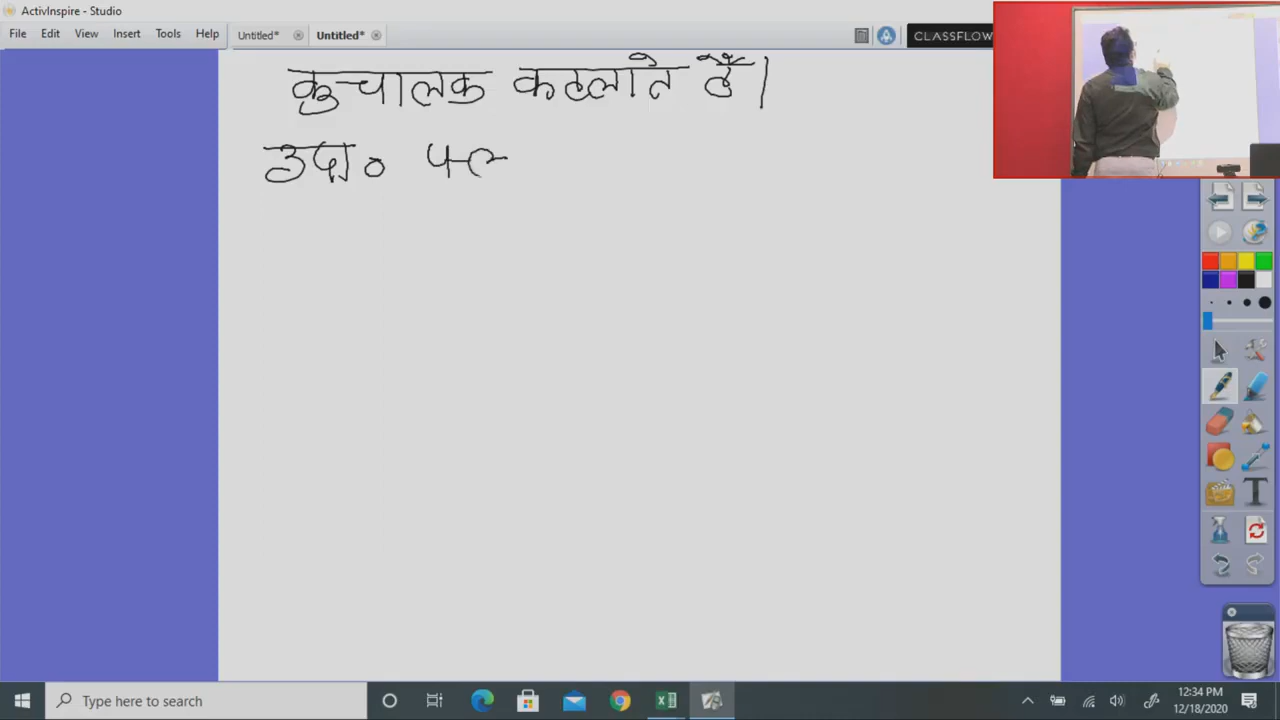 ActivInspire - Studio
File Edit View Insert Tools Help Untitled* Untitled* CLASSFLOW
कुचालक कहलाते हैं।
उदा०
T
Type here to search
12:34 PM
12/18/2020